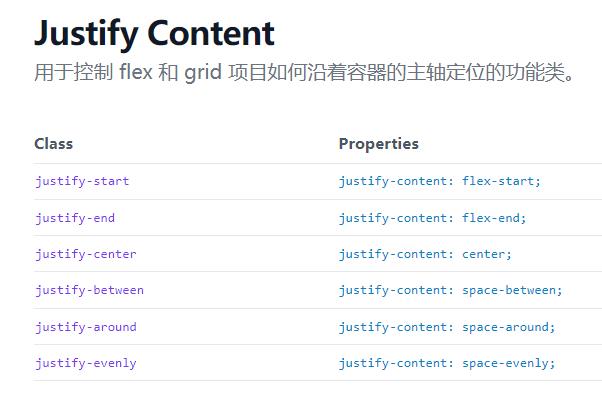 Justify Content
用于控制 flex 和 grid 项目如何沿着容器的主轴定位的功能类。
Class Properties
justify-start justify-content: flex-start;
justify-end justify-content: flex-end;
justify-center justify-content: center;
justify-between justify-content: space-between;
justify-around justify-content: space-around;
justify-evenly justify-content: space-evenly;